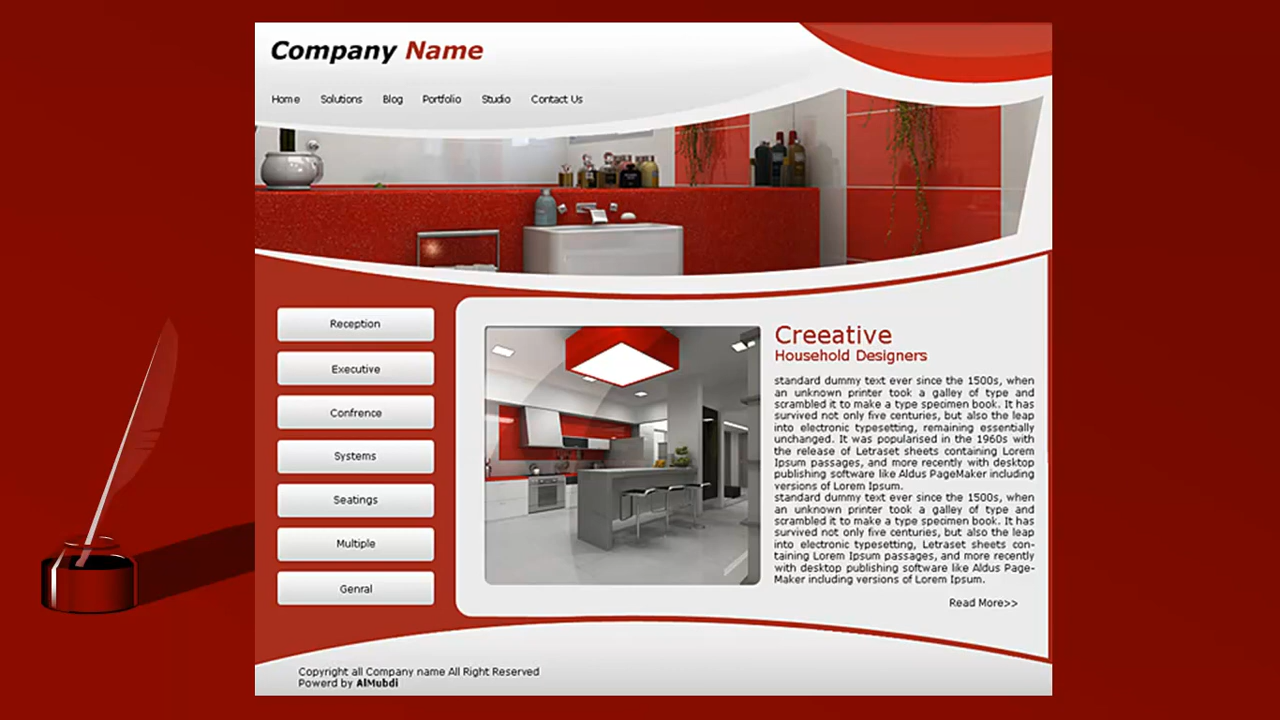 Company Name
Home Solutions Blog Portfolio Studio Contact Us
Reception
Executive
Confrence
Systems
Seatings
Multiple
Genral
Creeative
Household Designers
standard dummy text ever since the 1500s, when
an unknown printer took a galley of type and
scrambled it to make a type specimen book. It has
survived not only five centuries, but also the leap
into electronic typesetting, remaining essentially
unchanged. It was popularised in the 1960s with
the release of Letraset sheets containing Lorem
Ipsum passages, and more recently with desktop
publishing software like Aldus PageMaker including
versions of Lorem Ipsum.
standard dummy text ever since the 1500s, when
an unknown printer took a galley of type and
scrambled it to make a type specimen book. It has
survived not only five centuries, but also the leap
into electronic typesetting, Letraset sheets con-
taining Lorem Ipsum passages, and more recently
with desktop publishing software like Aldus Page-
Maker including versions of Lorem Ipsum.
Read More>>
Copyright all Company name All Right Reserved
Powerd by AlMubdi